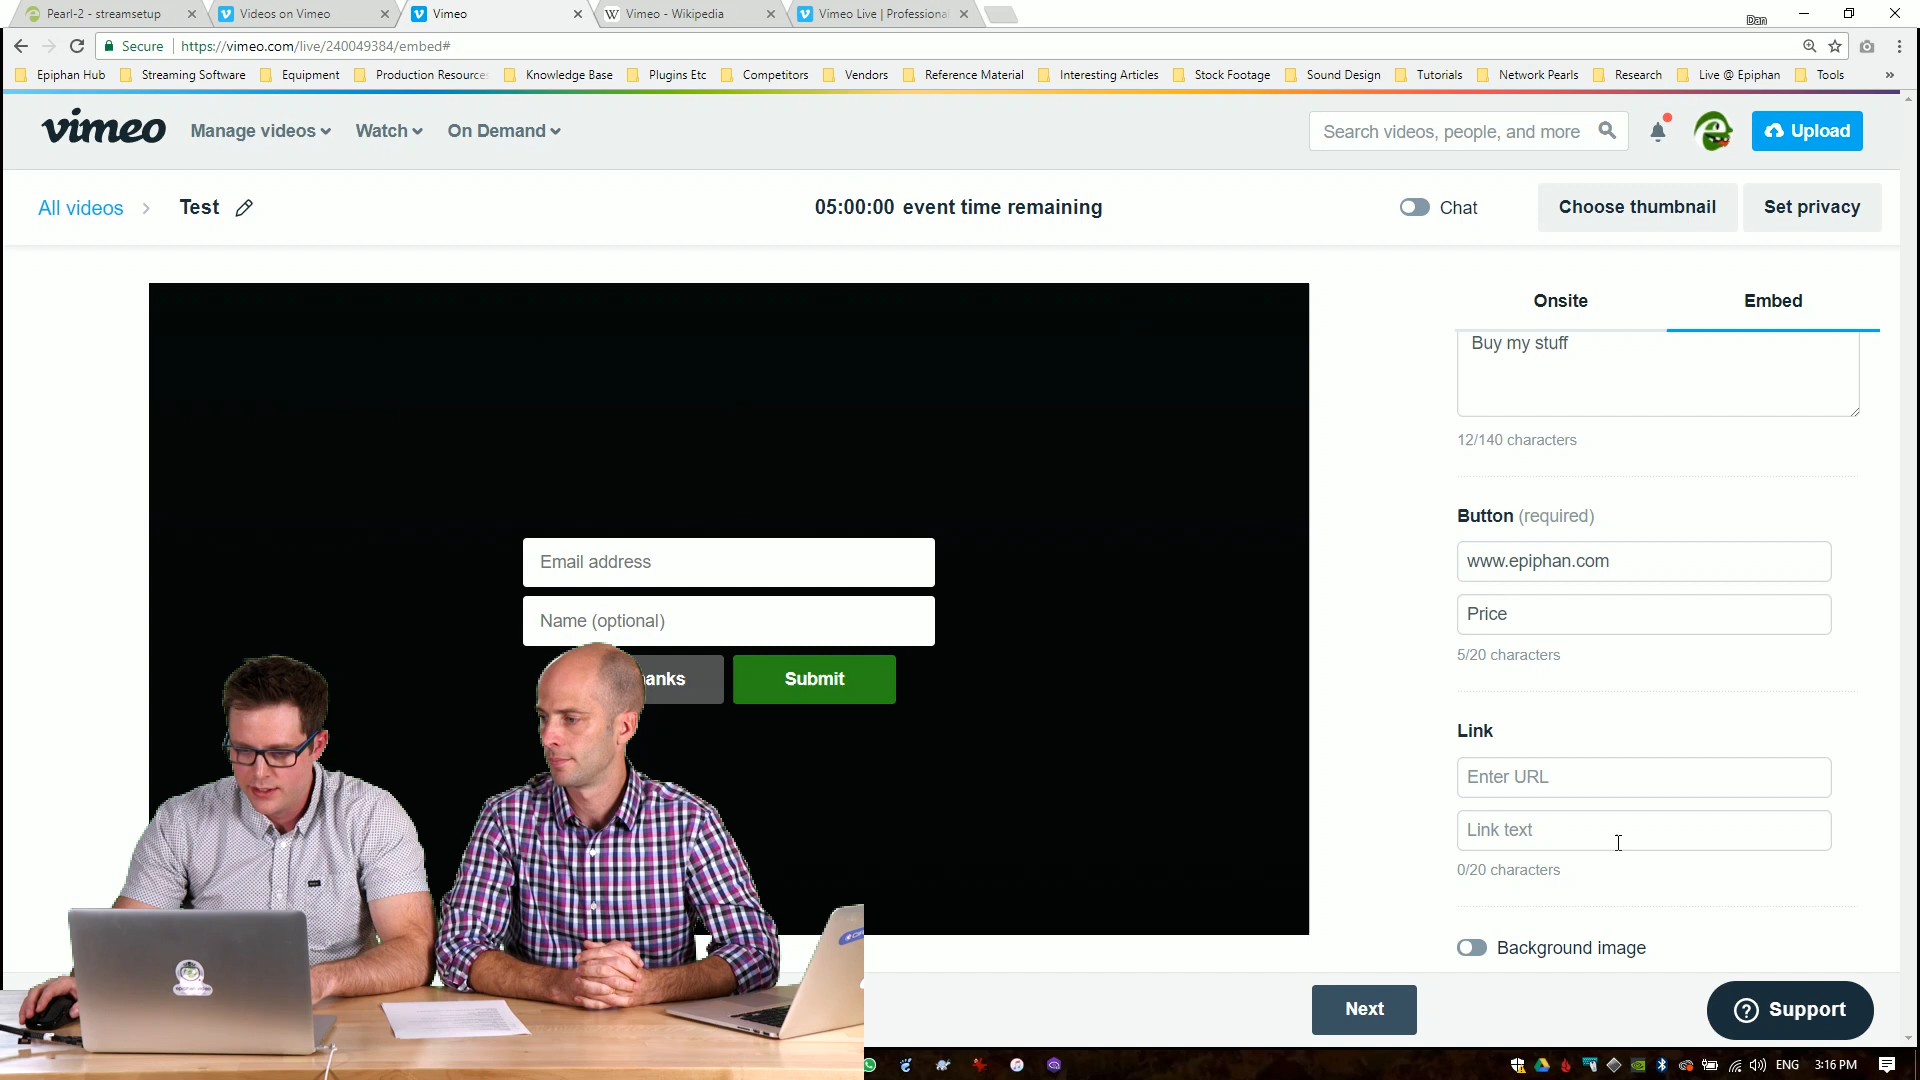 Pearl-2 - streamsetup
Videos on Vimeo
Vimeo
Vimeo - Wikipedia
Vimeo Live | Professiona
Dan
Secure
https://vimeo.com/live/240049384/embed#
Epiphan Hub
Streaming Software
Equipment
Production Resource
Knowledge Base
Plugins Etc
Competitors
Vendors
Reference Material
Interesting Articles
Stock Footage
Sound Design
Tutorials
Network Pearls
Research
Live @ Epiphan
Tools
»
vimeo
Manage videos
Watch
On Demand
Search videos, people, and more
Upload
All videos
Test
05:00:00 event time remaining
Chat
Choose thumbnail
Set privacy
Onsite
Embed
Buy my stuff
12/140 characters
Button (required)
www.epiphan.com
Price
5/20 characters
Link
Enter URL
Link text
0/20 characters
Background image
Email address
Name (optional)
anks
Submit
Next
Support
epiphan video
ENG
3:16 PM